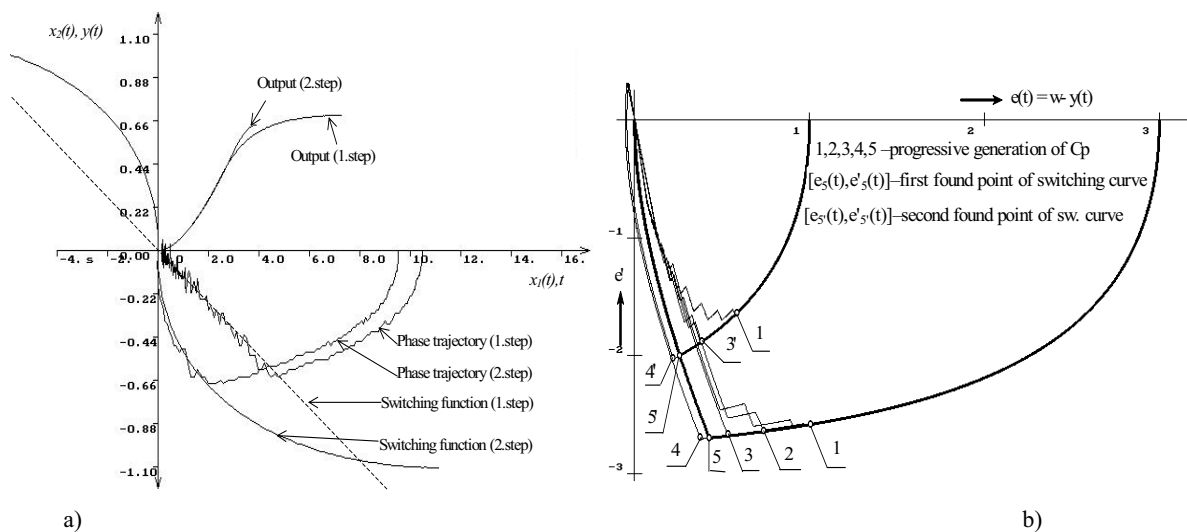 x₂(t), y(t)
1.10
0.88
0.66
0.44
0.22
0.00
-0.22
-0.44
-0.66
-0.88
-1.10
-4. s
-2.
2.0
4.0
6.0
8.0
10.
12.
14.
16.
x₁(t),t
Output (2.step)
Output (1.step)
Phase trajectory (1.step)
Phase trajectory (2.step)
Switching function (1.step)
Switching function (2.step)
a)
e(t) = w- y(t)
1
2
3
1,2,3,4,5 –progressive generation of Cp
[e₅(t),e'₅(t)]–first found point of switching curve
[e₅'(t),e'₅'(t)]–second found point of sw. curve
-1
e'
-2
-3
1
3'
4'
5'
4
5
3
2
1
b)